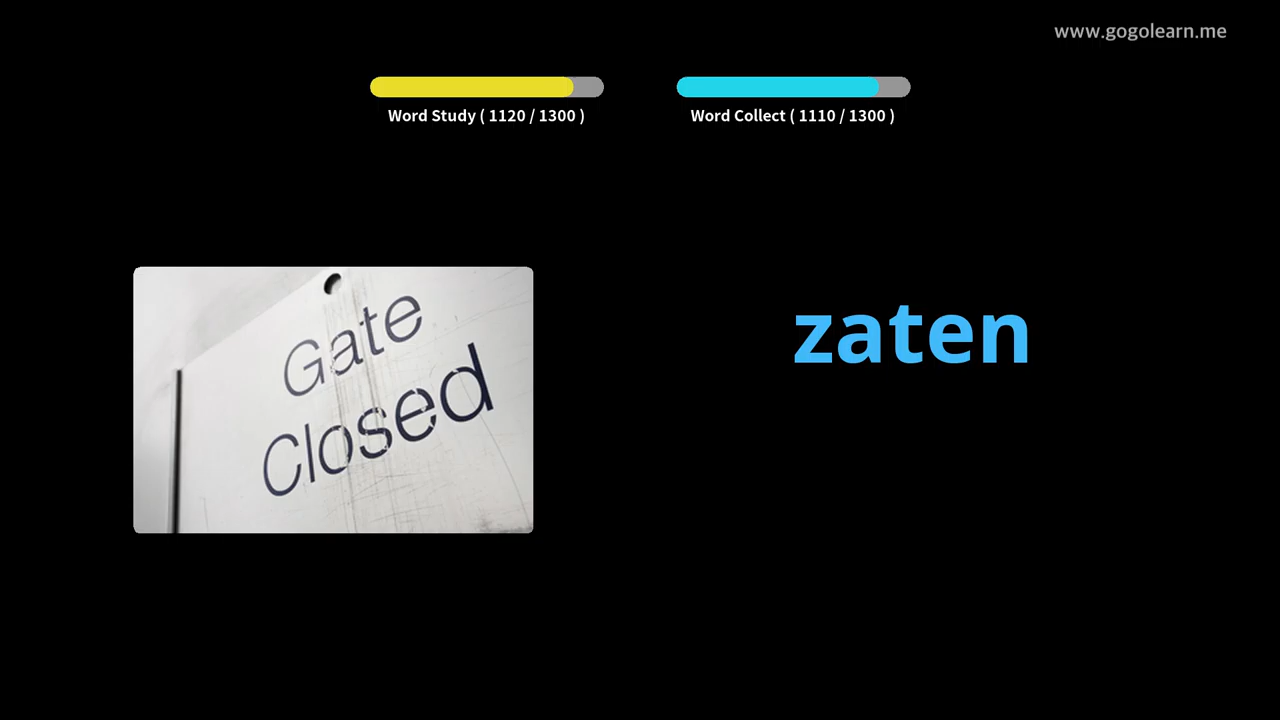 www.gogolearn.me
Word Study ( 1120 / 1300 )
Word Collect ( 1110 / 1300 )
Gate
Closed
zaten